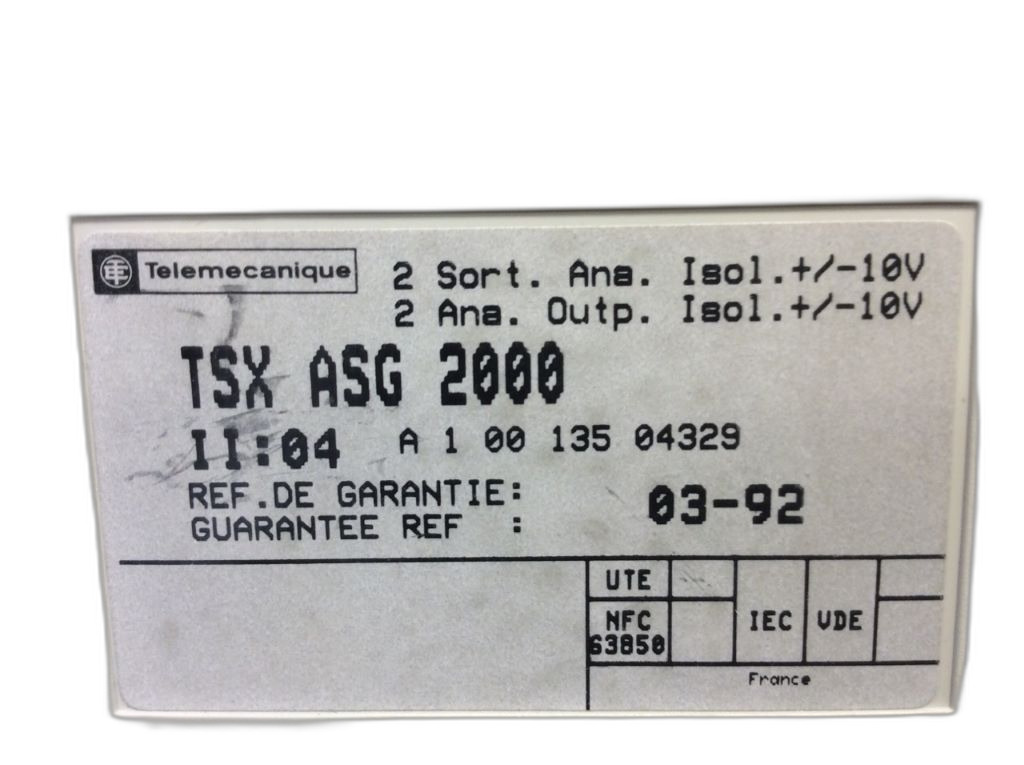 Telemecanique
2 Sort. Ana. Isol.+/-10V
2 Ana. Outp. Isol.+/-10V
TSX ASG 2000
II:04 A 1 00 135 04329
REF.DE GARANTIE:
GUARANTEE REF :
03-92
UTE
NFC
63850
IEC
VDE
France